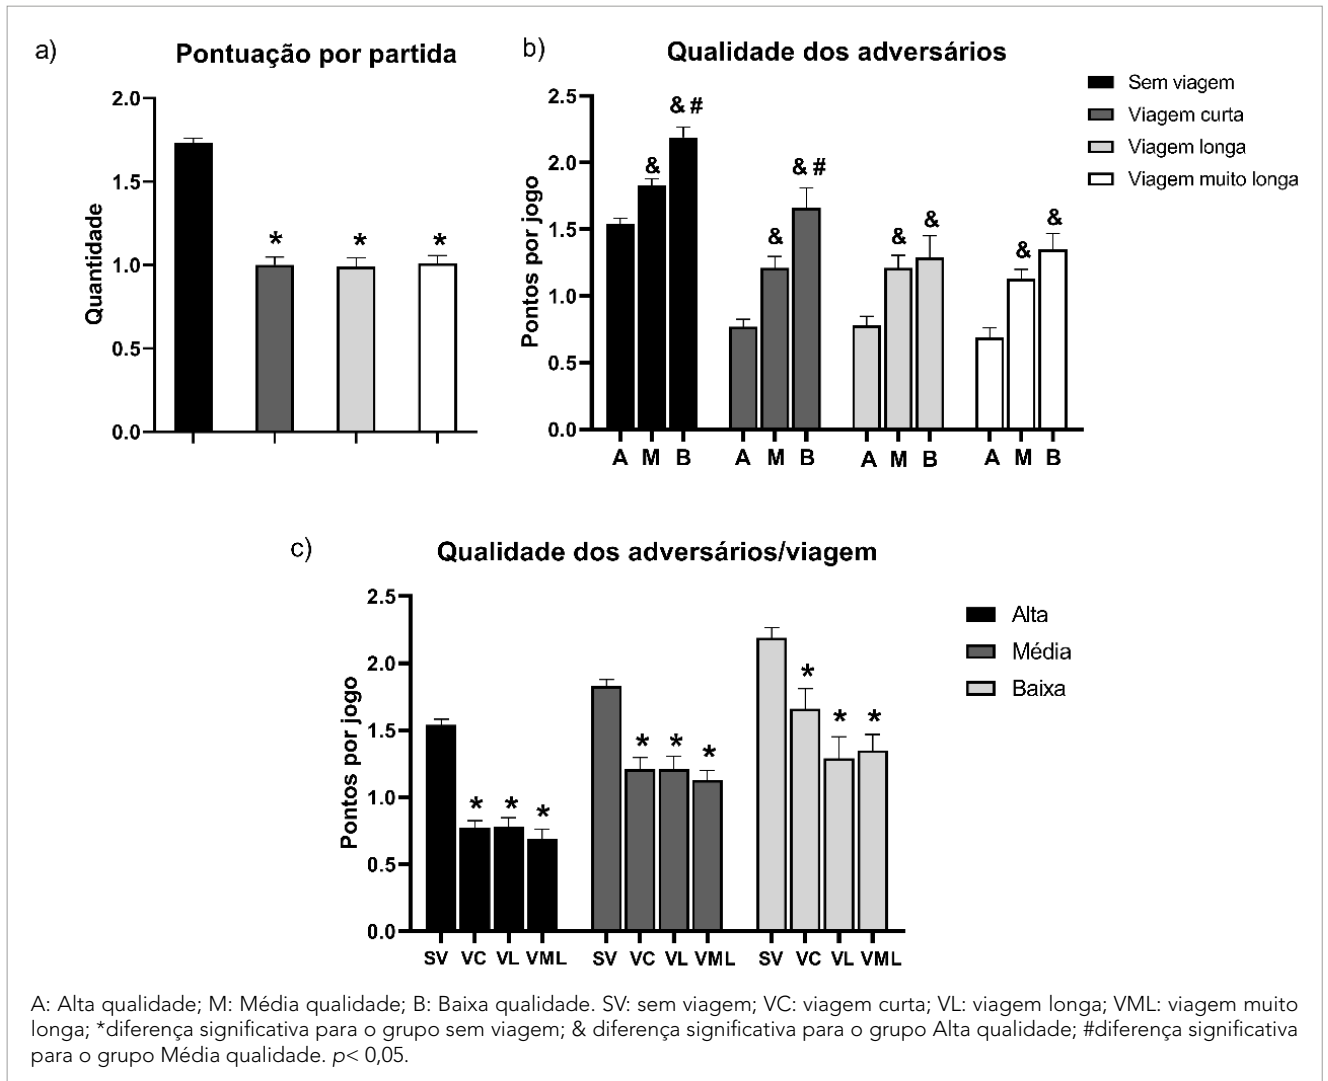 a)
Pontuação por partida
Quantidade
2.0
1.5
1.0
0.5
0.0
*
*
*
b)
Qualidade dos adversários
Pontos por jogo
2.5
2.0
1.5
1.0
0.5
0.0
&
& #
&
& #
&
&
&
&
A M B
A M B
A M B
A M B
Sem viagem
Viagem curta
Viagem longa
Viagem muito longa
c)
Qualidade dos adversários/viagem
Pontos por jogo
2.5
2.0
1.5
1.0
0.5
0.0
*
*
*
*
*
*
*
*
*
SV VC VL VML
SV VC VL VML
SV VC VL VML
Alta
Média
Baixa
A: Alta qualidade; M: Média qualidade; B: Baixa qualidade. SV: sem viagem; VC: viagem curta; VL: viagem longa; VML: viagem muito
longa; *diferença significativa para o grupo sem viagem; & diferença significativa para o grupo Alta qualidade; #diferença significativa
para o grupo Média qualidade. p< 0,05.